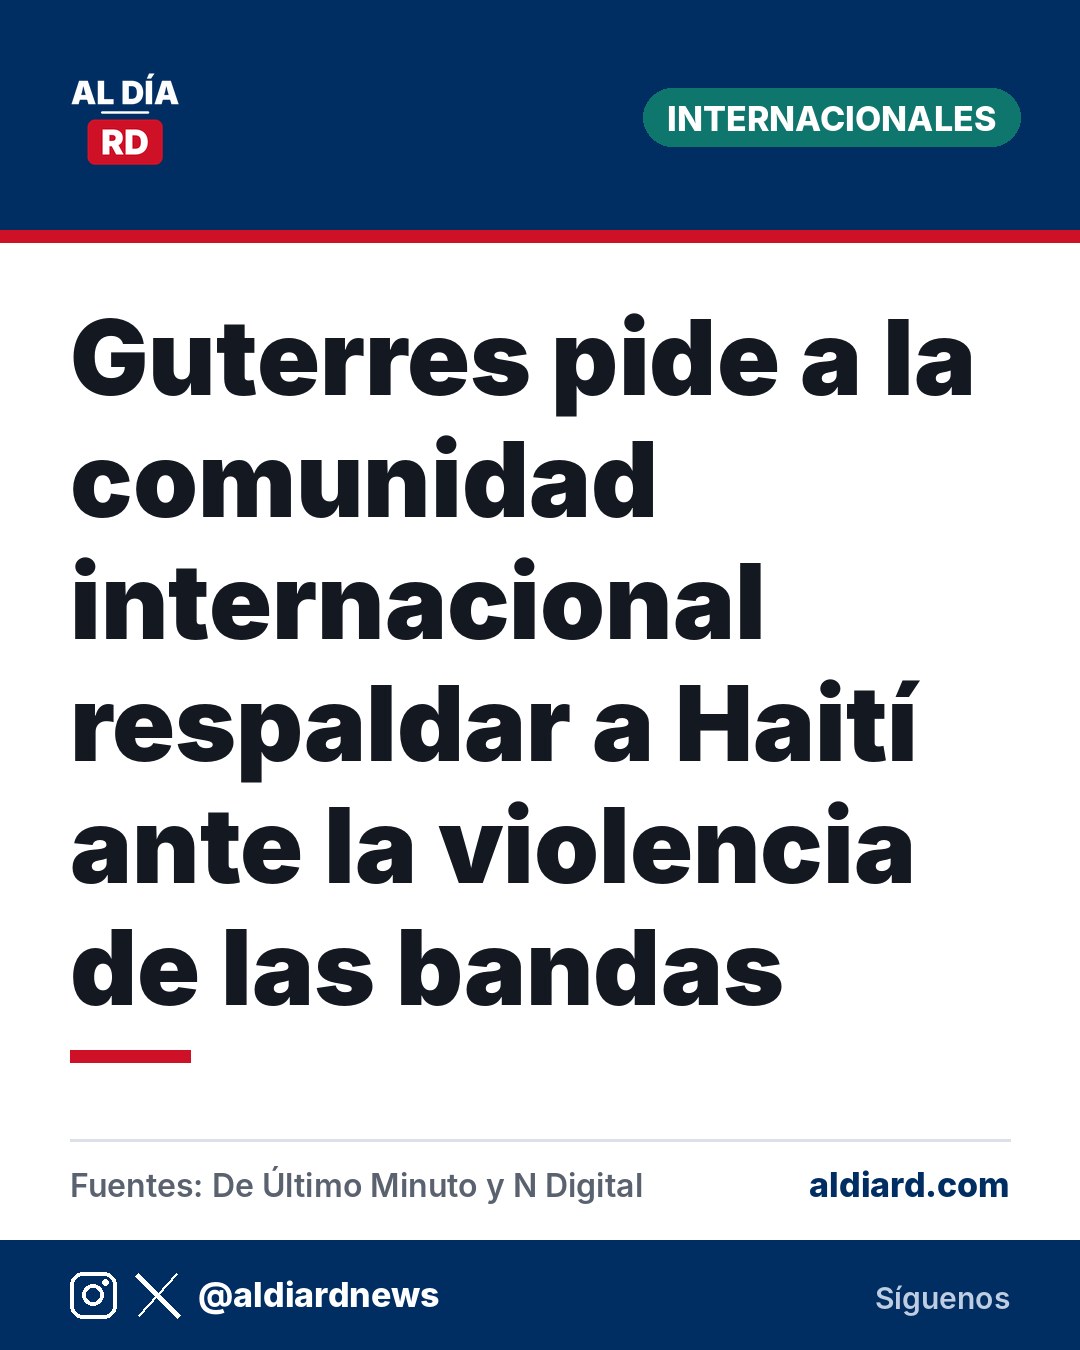 AL DÍA
RD
INTERNACIONALES
Guterres pide a la
comunidad
internacional
respaldar a Haití
ante la violencia
de las bandas
Fuentes: De Último Minuto y N Digital
aldiard.com
@aldiardnews
Síguenos